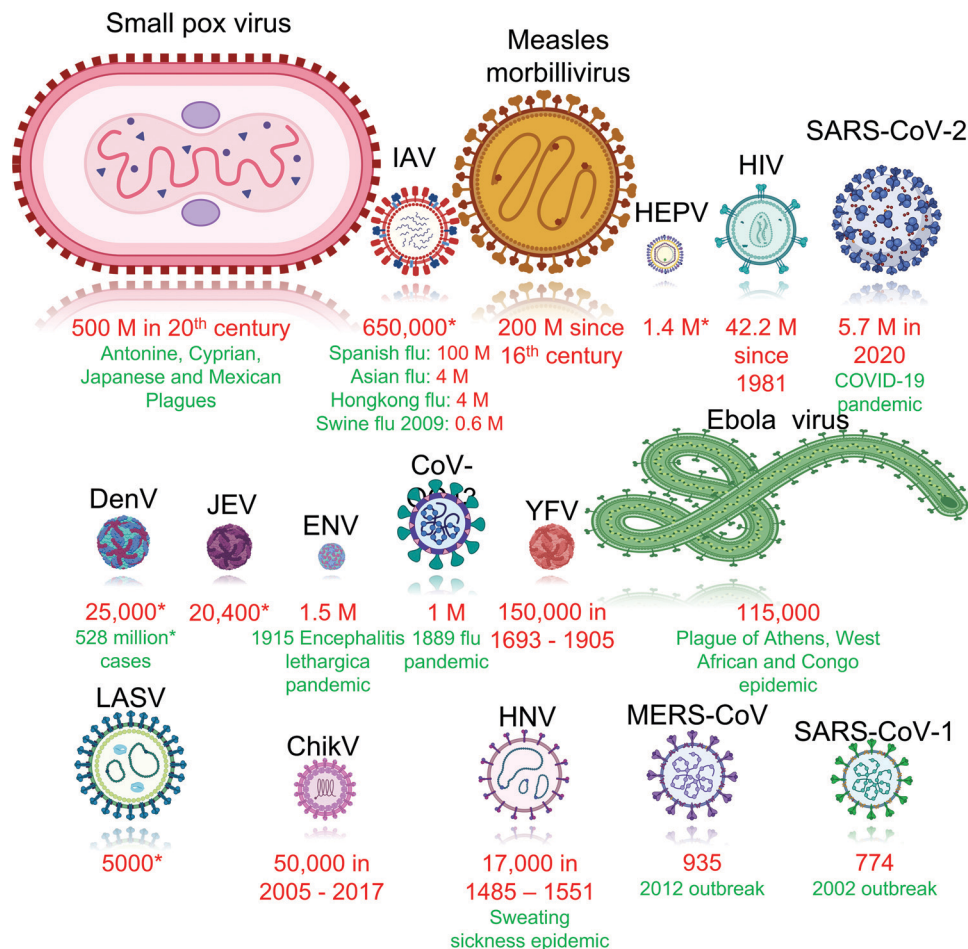 Small pox virus
Measles
morbillivirus
IAV
HEPV
HIV
SARS-CoV-2
500 M in 20th century
Antonine, Cyprian,
Japanese and Mexican
Plagues
650,000*
Spanish flu: 100 M
Asian flu: 4 M
Hongkong flu: 4 M
Swine flu 2009: 0.6 M
200 M since
16th century
1.4 M*
42.2 M
since
1981
5.7 M in
2020
COVID-19
pandemic
DenV
JEV
ENV
CoV-
YFV
Ebola virus
25,000*
528 million*
cases
20,400*
1.5 M
1915 Encephalitis
lethargica
pandemic
1 M
1889 flu
pandemic
150,000 in
1693 - 1905
115,000
Plague of Athens, West
African and Congo
epidemic
LASV
ChikV
HNV
MERS-CoV
SARS-CoV-1
5000*
50,000 in
2005 - 2017
17,000 in
1485 – 1551
Sweating
sickness epidemic
935
2012 outbreak
774
2002 outbreak